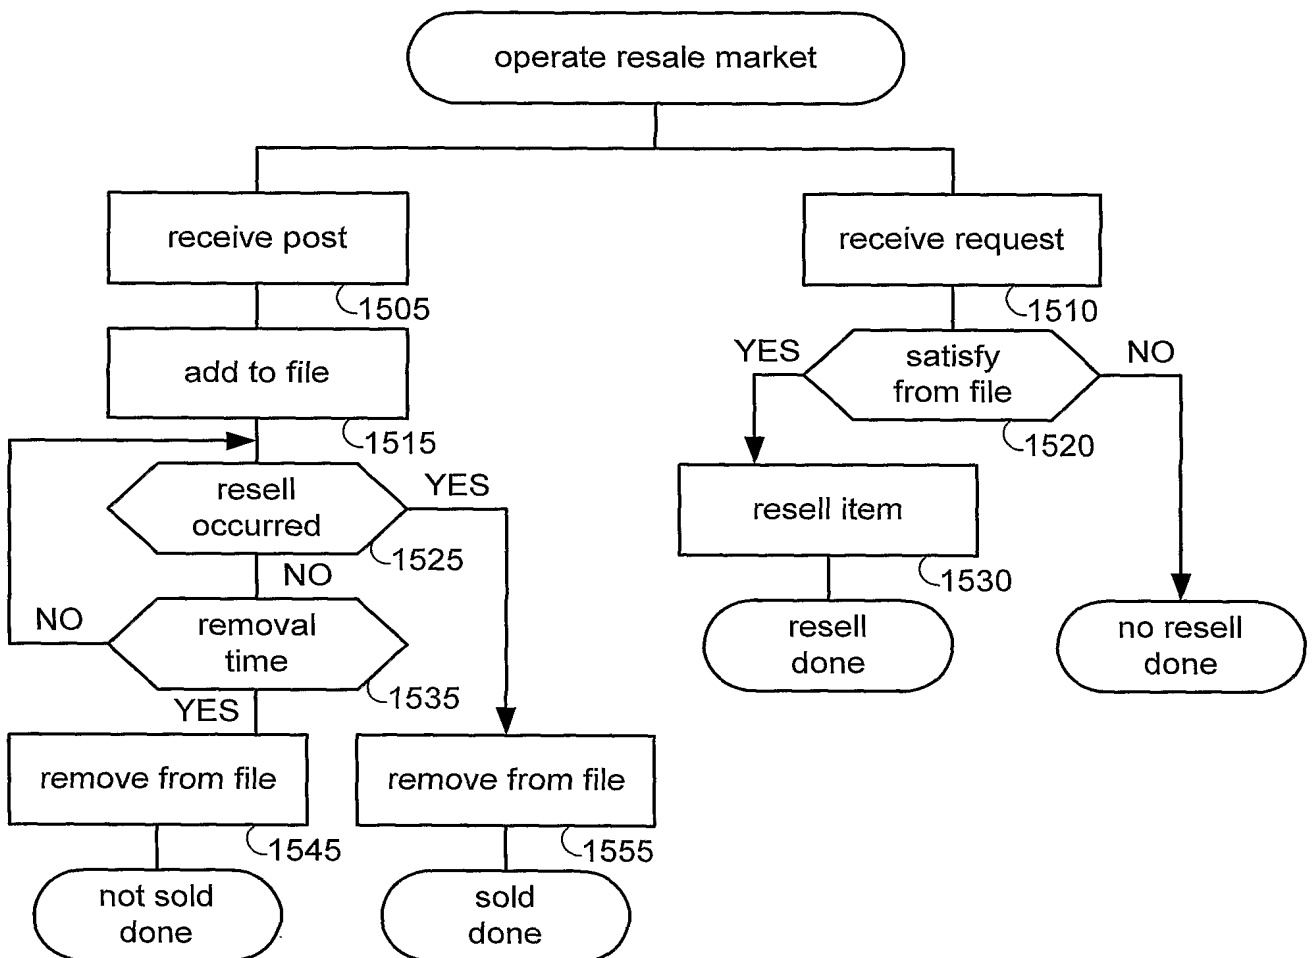 operate resale market
receive post
1505
add to file
1515
resell
occurred
1525
YES
NO
removal
time
1535
NO
YES
remove from file
1545
not sold
done
remove from file
1555
sold
done
receive request
1510
satisfy
from file
1520
YES
NO
resell item
1530
resell
done
no resell
done